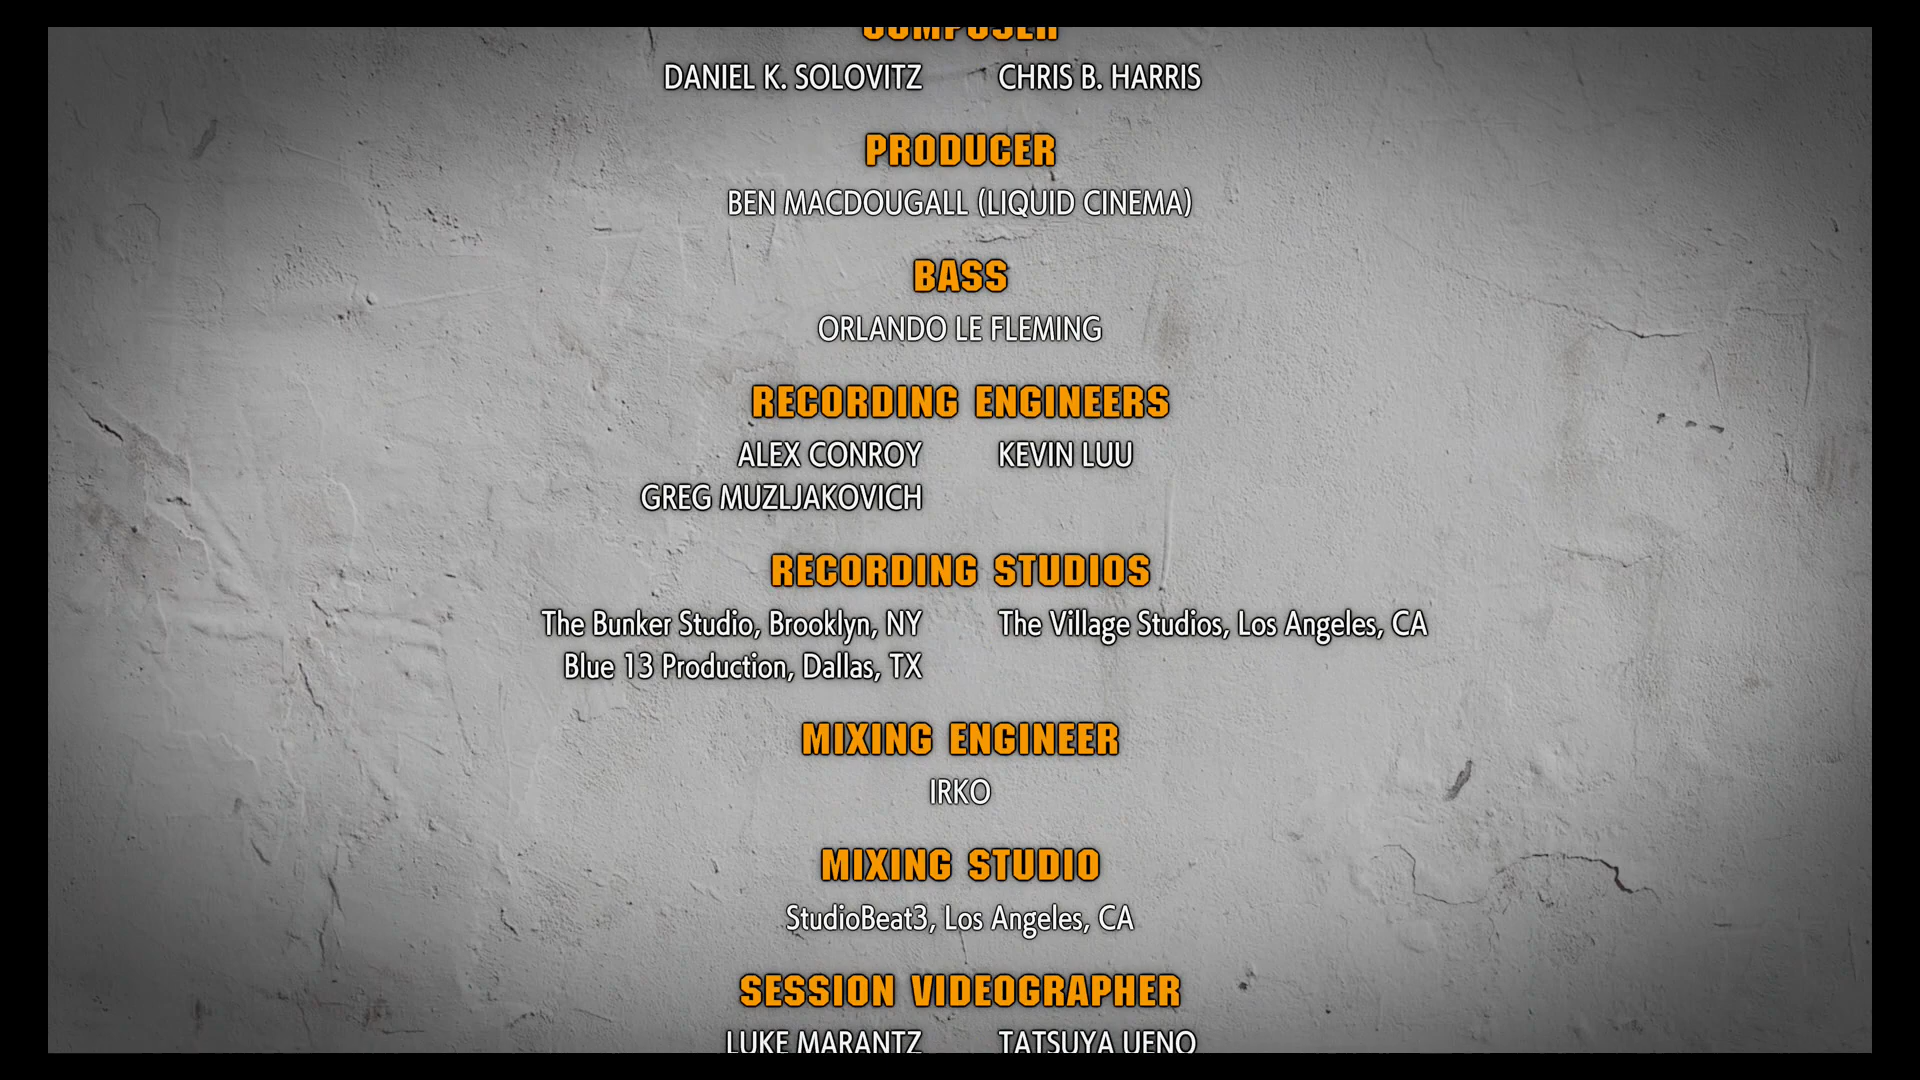 COMPOSER
DANIEL K. SOLOVITZ CHRIS B. HARRIS
PRODUCER
BEN MACDOUGALL (LIQUID CINEMA)
BASS
ORLANDO LE FLEMING
RECORDING ENGINEERS
ALEX CONROY KEVIN LUU
GREG MUZLJAKOVICH
RECORDING STUDIOS
The Bunker Studio, Brooklyn, NY The Village Studios, Los Angeles, CA
Blue 13 Production, Dallas, TX
MIXING ENGINEER
IRKO
MIXING STUDIO
StudioBeat3, Los Angeles, CA
SESSION VIDEOGRAPHER
LUKE MARANTZ TATSUYA UENO